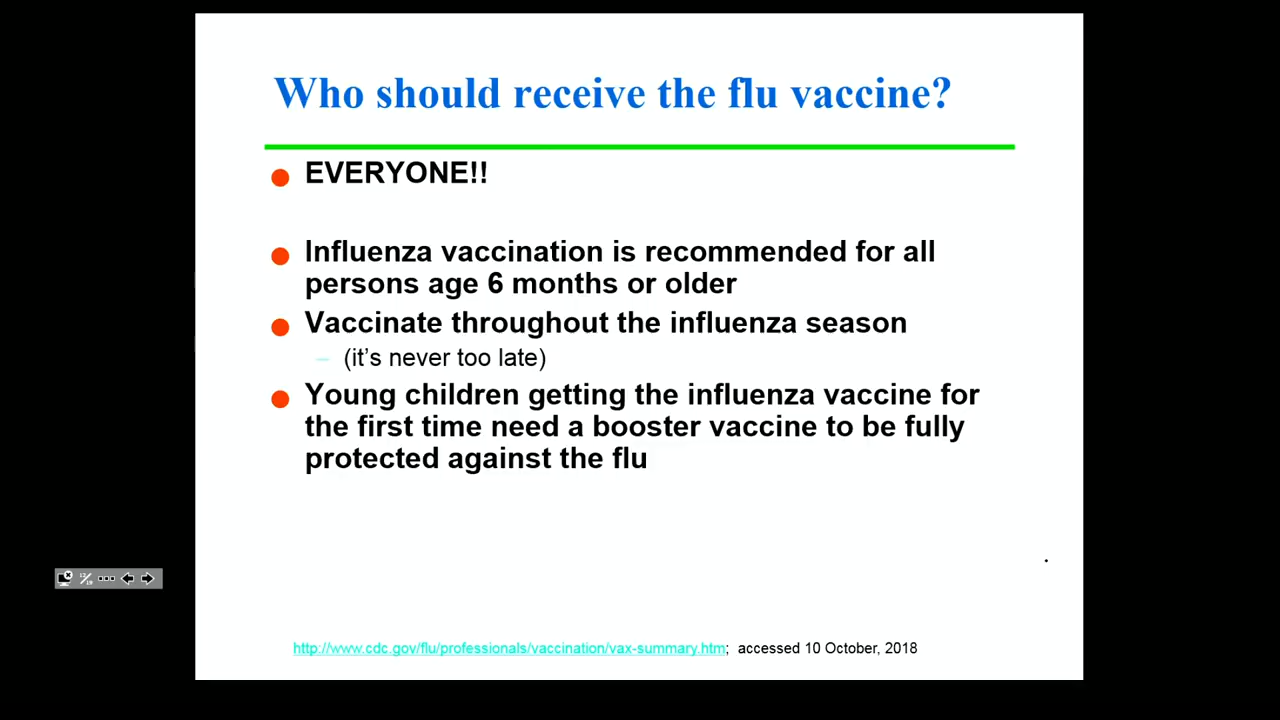 Who should receive the flu vaccine?
EVERYONE!!
Influenza vaccination is recommended for all
persons age 6 months or older
Vaccinate throughout the influenza season
– (it's never too late)
Young children getting the influenza vaccine for
the first time need a booster vaccine to be fully
protected against the flu
.
http://www.cdc.gov/flu/professionals/vaccination/vax-summary.htm; accessed 10 October, 2018